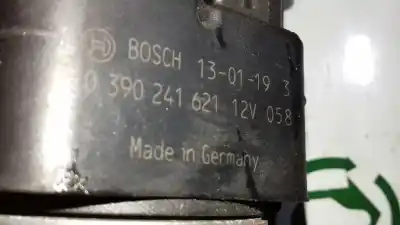 BOSCH 13-01-19 3
0 390 241 621 12V 058
Made in Germany